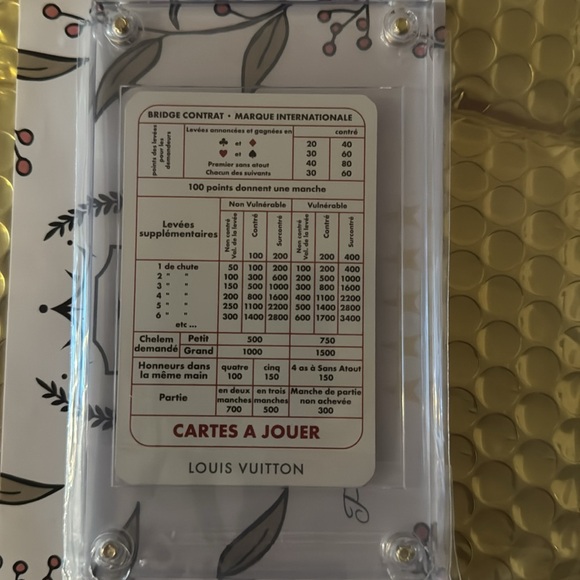 BRIDGE CONTRAT • MARQUE INTERNATIONALE
points des levées pour les demandeurs
Levées annoncées et gagnées en contré
♣ et ♦ 20 40
♥ et ♠ 30 60
Premier sans atout 40 80
Chacun des suivants 30 60
100 points donnent une manche
Levées supplémentaires
Non Vulnérable Vulnérable
Non contré Val. de la levée Contré Surcontré Non contré Val. de la levée Contré Surcontré
100 200 200 400
1 de chute 50 100 200 100 200 400
2 " " 100 300 600 200 500 1000
3 " " 150 500 1000 300 800 1600
4 " " 200 800 1600 400 1100 2200
5 " " 250 1100 2200 500 1400 2800
6 " " 300 1400 2800 600 1700 3400
etc ...
Chelem demandé Petit 500 750
Grand 1000 1500
Honneurs dans la même main quatre 100 cinq 150 4 as à Sans Atout 150
Partie en deux manches 700 en trois manches 500 Manche de partie non achevée 300
CARTES A JOUER
LOUIS VUITTON